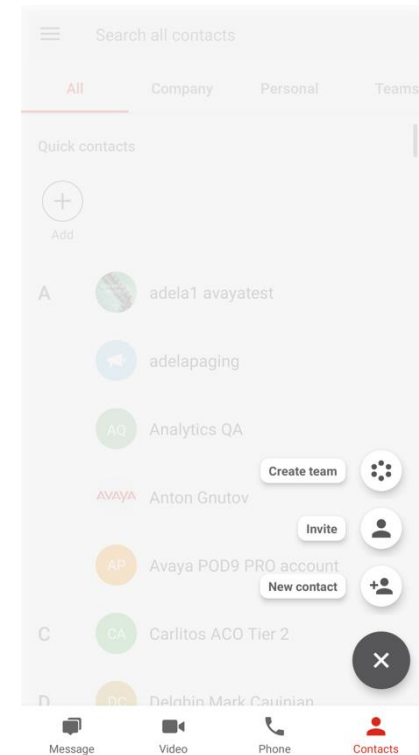 Search all contacts
All Company Personal Teams
Quick contacts
Add
A
adela1 avayatest
adelapaging
AQ Analytics QA
AVAYA Anton Gnutov
Create team
Invite
AP Avaya POD9 PRO account
New contact
C CA Carlitos ACO Tier 2
D DC Delghin Mark Cauinian
Message Video Phone Contacts